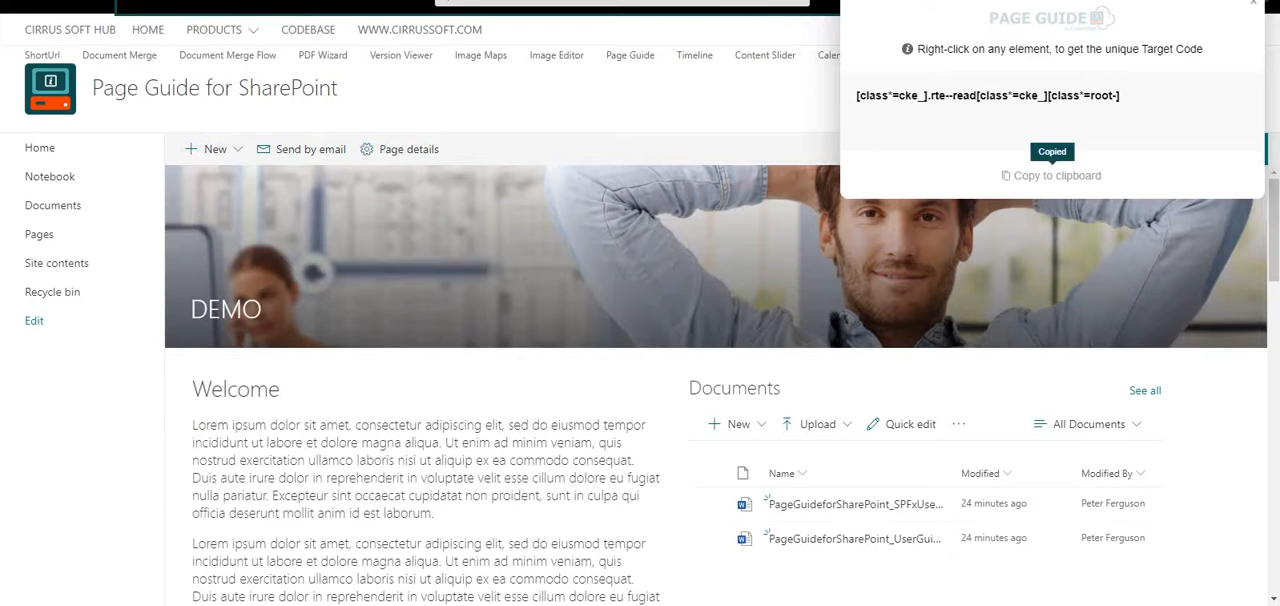 PAGE GUIDE
CIRRUS SOFT HUB HOME PRODUCTS CODEBASE WWW.CIRRUSSOFT.COM
Right-click on any element, to get the unique Target Code
ShortUrl Document Merge Document Merge Flow PDF Wizard Version Viewer Image Maps Image Editor Page Guide Timeline Content Slider
Page Guide for SharePoint
[class*=cke_].rte--read[class*=cke_][class*=root-]
Copied
Copy to clipboard
Home
Notebook
Documents
Pages
Site contents
Recycle bin
Edit
New Send by email Page details
DEMO
Welcome
Lorem ipsum dolor sit amet, consectetur adipiscing elit, sed do eiusmod tempor
incididunt ut labore et dolore magna aliqua. Ut enim ad minim veniam, quis
nostrud exercitation ullamco laboris nisi ut aliquip ex ea commodo consequat.
Duis aute irure dolor in reprehenderit in voluptate velit esse cillum dolore eu fugiat
nulla pariatur. Excepteur sint occaecat cupidatat non proident, sunt in culpa qui
officia deserunt mollit anim id est laborum.
Lorem ipsum dolor sit amet, consectetur adipiscing elit, sed do eiusmod tempor
incididunt ut labore et dolore magna aliqua. Ut enim ad minim veniam, quis
nostrud exercitation ullamco laboris nisi ut aliquip ex ea commodo consequat.
Duis aute irure dolor in reprehenderit in voluptate velit esse cillum dolore eu fugiat
Documents See all
New Upload Quick edit ··· All Documents
Name Modified Modified By
PageGuideforSharePoint_SPFxUse... 24 minutes ago Peter Ferguson
PageGuideforSharePoint_UserGui... 24 minutes ago Peter Ferguson